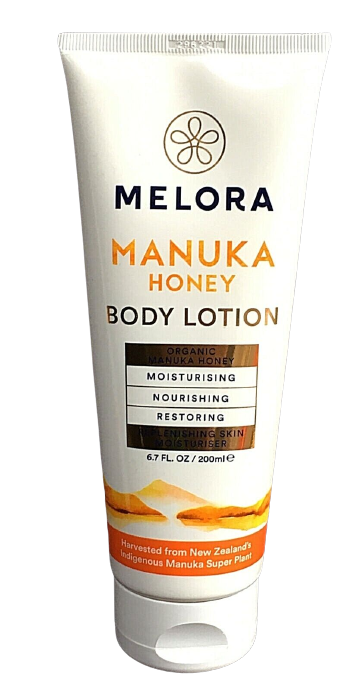 MELORA
MANUKA
HONEY
BODY LOTION
ORGANIC
MANUKA HONEY
MOISTURISING
NOURISHING
RESTORING
REPLENISHING SKIN
MOISTURISER
6.7 FL. OZ / 200ml ℮
Harvested from New Zealand's
Indigenous Manuka Super Plant